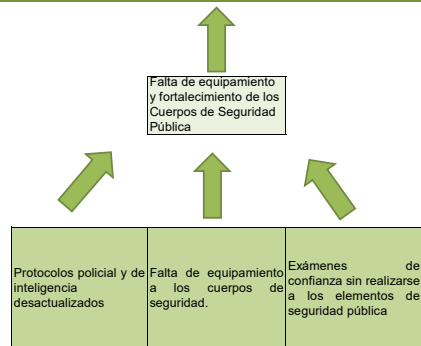 Falta de equipamiento
y fortalecimiento de los
Cuerpos de Seguridad
Pública
Protocolos policial y de
inteligencia
desactualizados
Falta de equipamiento
a los cuerpos de
seguridad.
Exámenes de
confianza sin realizarse
a los elementos de
seguridad pública